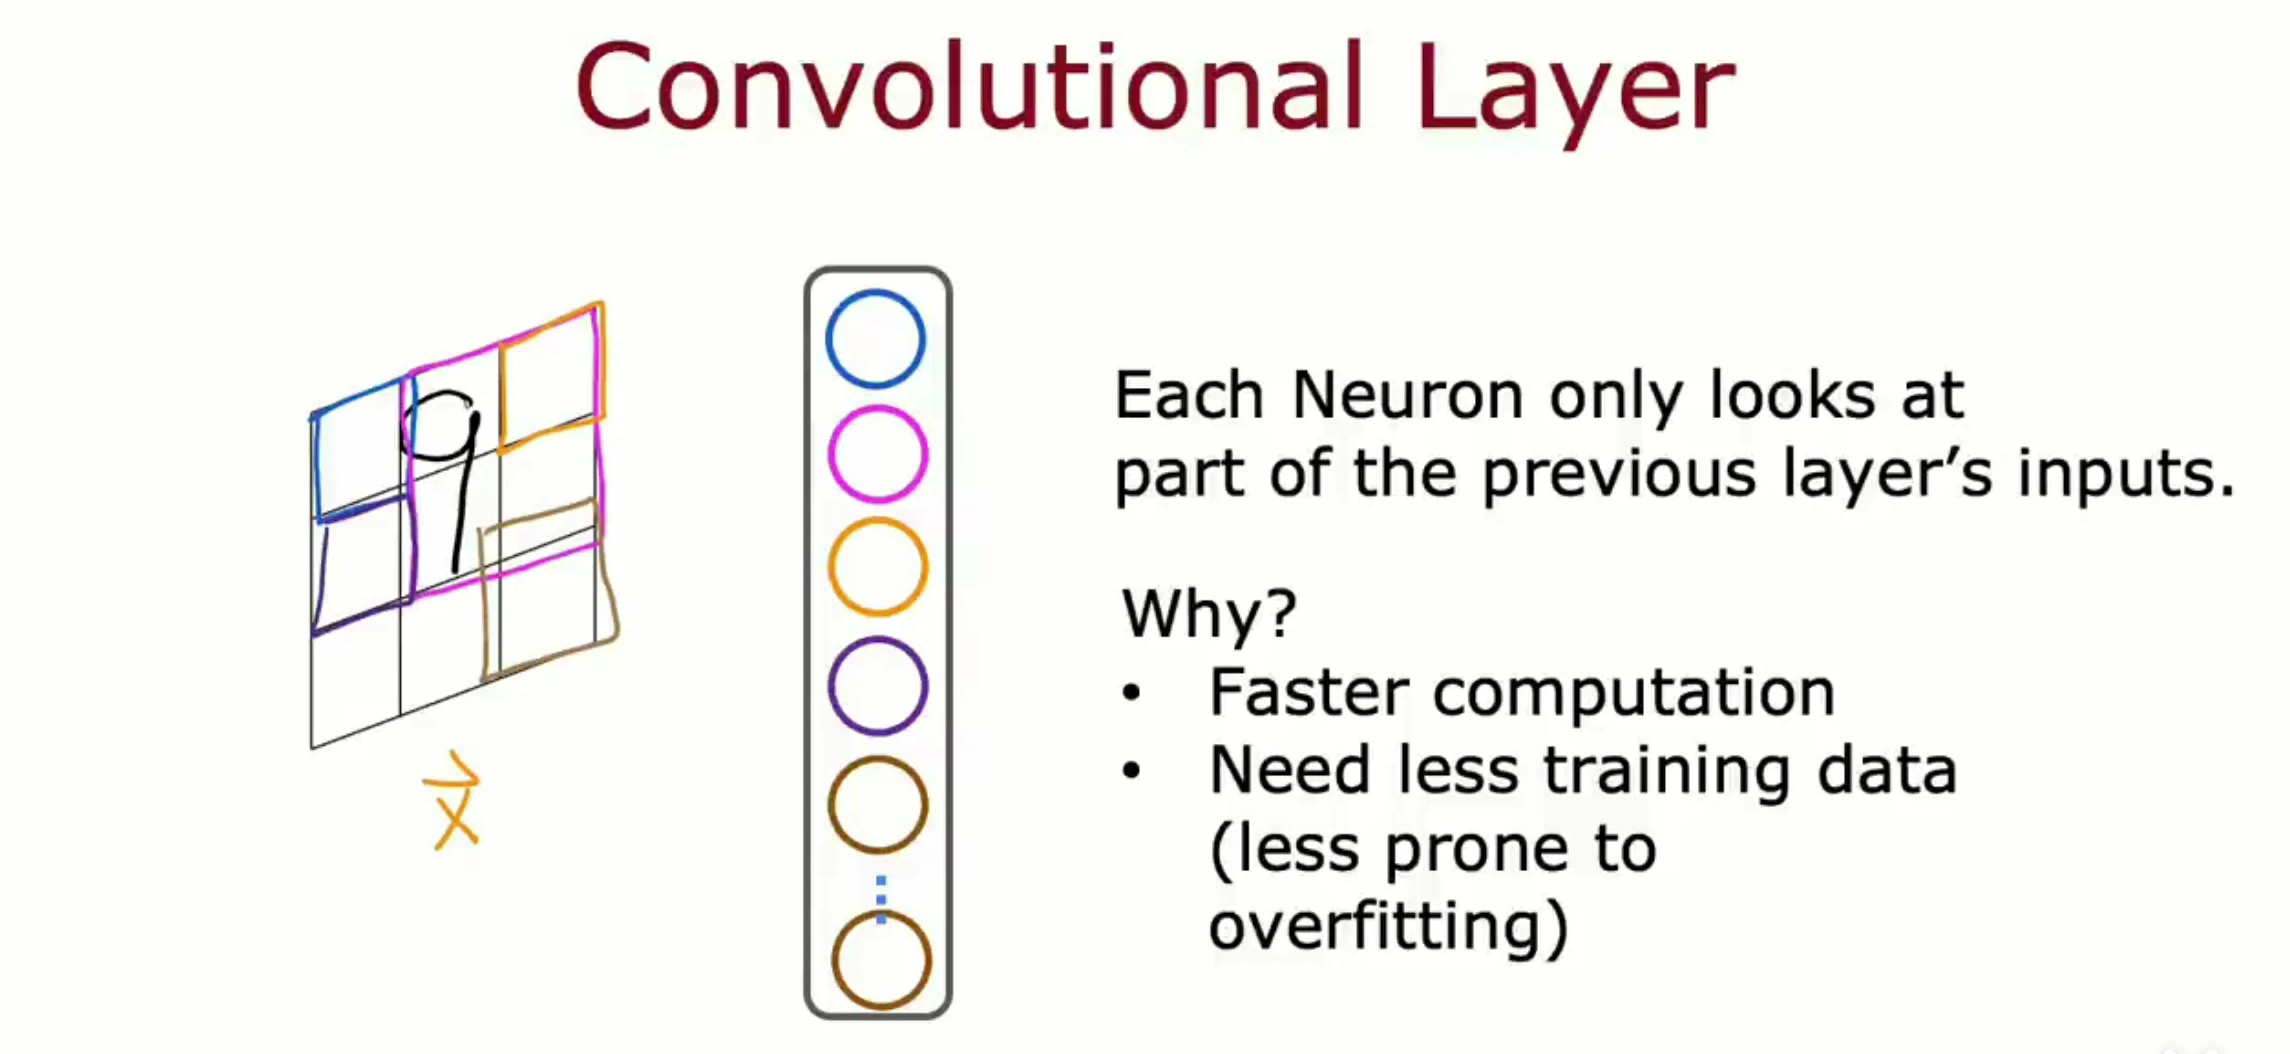 Convolutional Layer
9
x⃗
Each Neuron only looks at
part of the previous layer’s inputs.
Why?
• Faster computation
• Need less training data
(less prone to
overfitting)